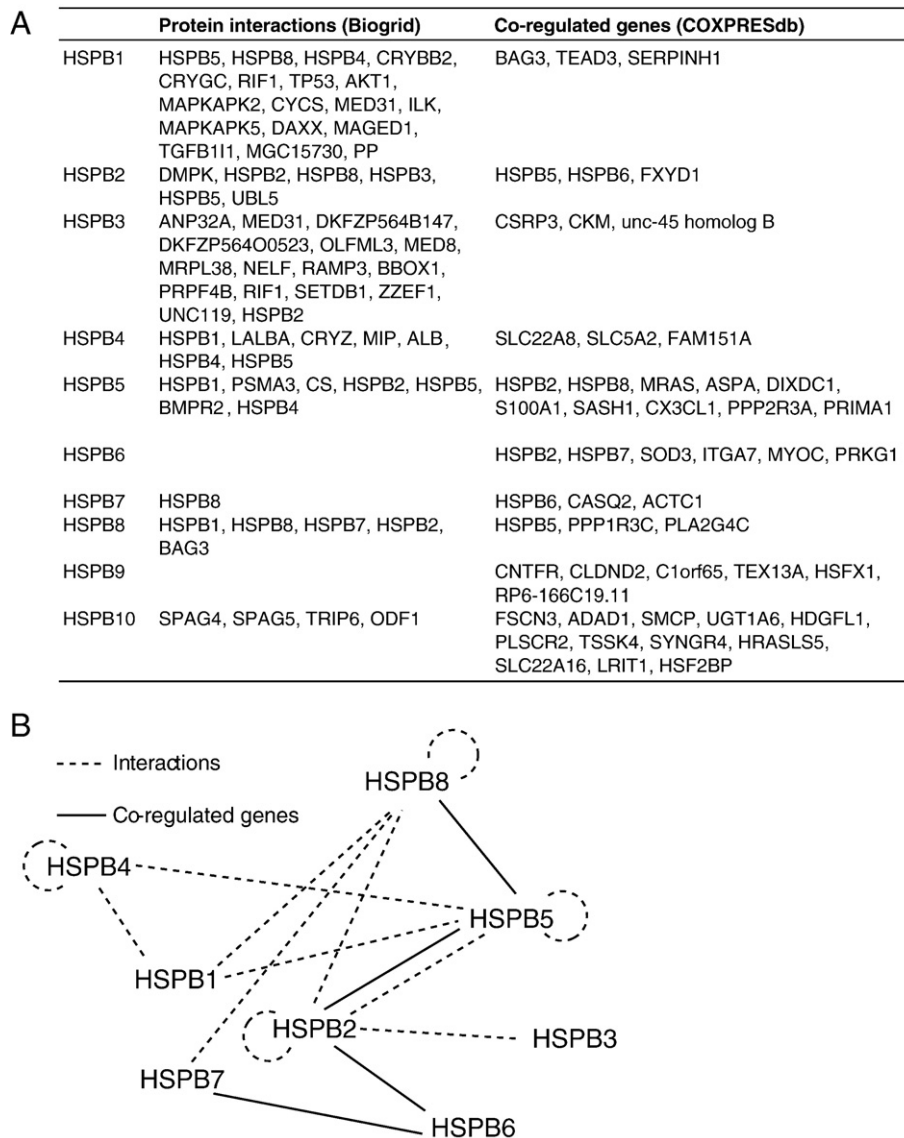 A
Protein interactions (Biogrid) Co-regulated genes (COXPRESdb)
HSPB1 HSPB5, HSPB8, HSPB4, CRYBB2, BAG3, TEAD3, SERPINH1
CRYGC, RIF1, TP53, AKT1,
MAPKAPK2, CYCS, MED31, ILK,
MAPKAPK5, DAXX, MAGED1,
TGFB1I1, MGC15730, PP
HSPB2 DMPK, HSPB2, HSPB8, HSPB3, HSPB5, HSPB6, FXYD1
HSPB5, UBL5
HSPB3 ANP32A, MED31, DKFZP564B147, CSRP3, CKM, unc-45 homolog B
DKFZP564O0523, OLFML3, MED8,
MRPL38, NELF, RAMP3, BBOX1,
PRPF4B, RIF1, SETDB1, ZZEF1,
UNC119, HSPB2
HSPB4 HSPB1, LALBA, CRYZ, MIP, ALB, SLC22A8, SLC5A2, FAM151A
HSPB4, HSPB5
HSPB5 HSPB1, PSMA3, CS, HSPB2, HSPB5, HSPB2, HSPB8, MRAS, ASPA, DIXDC1,
BMPR2 , HSPB4 S100A1, SASH1, CX3CL1, PPP2R3A, PRIMA1
HSPB6 HSPB2, HSPB7, SOD3, ITGA7, MYOC, PRKG1
HSPB7 HSPB8 HSPB6, CASQ2, ACTC1
HSPB8 HSPB1, HSPB8, HSPB7, HSPB2, HSPB5, PPP1R3C, PLA2G4C
BAG3
HSPB9 CNTFR, CLDND2, C1orf65, TEX13A, HSFX1,
RP6-166C19.11
HSPB10 SPAG4, SPAG5, TRIP6, ODF1 FSCN3, ADAD1, SMCP, UGT1A6, HDGFL1,
PLSCR2, TSSK4, SYNGR4, HRASLS5,
SLC22A16, LRIT1, HSF2BP
B
Interactions
HSPB8
Co-regulated genes
HSPB4
HSPB5
HSPB1
HSPB2
HSPB3
HSPB7
HSPB6